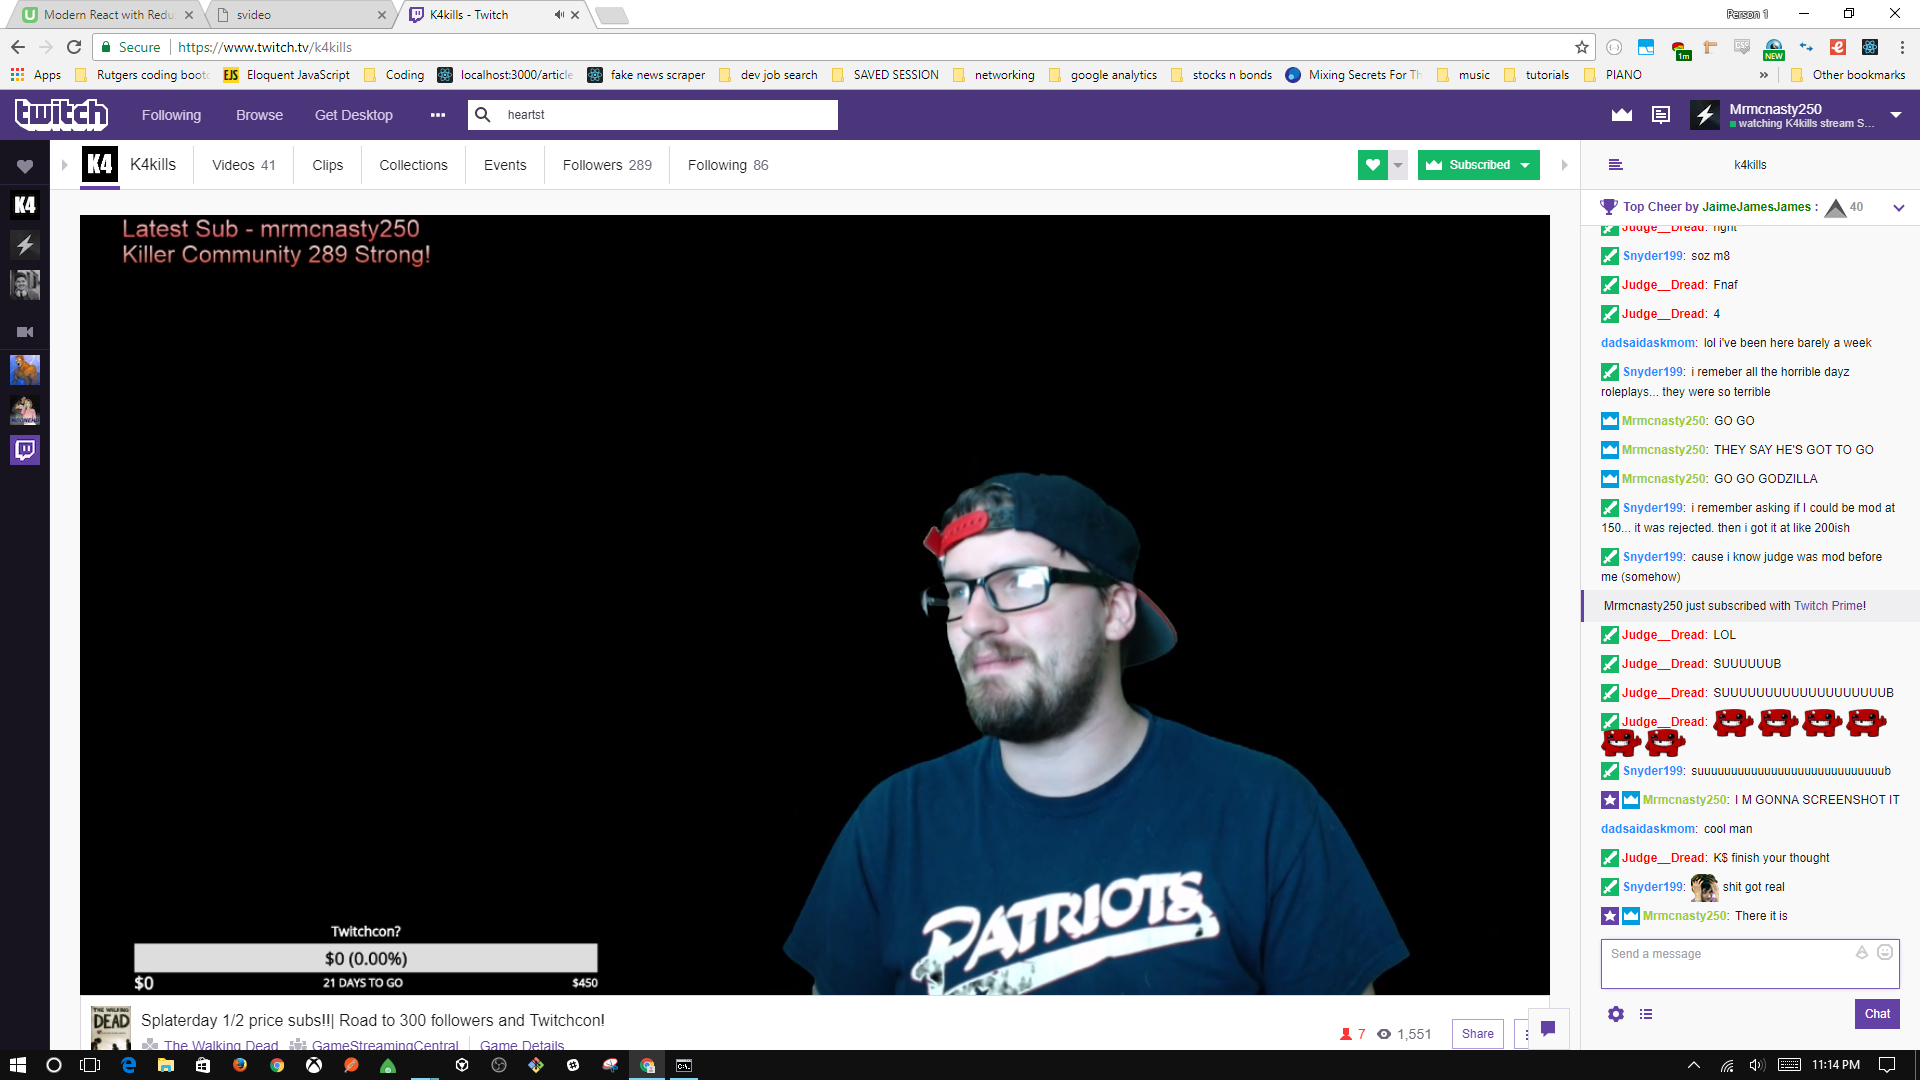 Modern React with Redu
svideo
K4kills - Twitch
Person 1
Secure
https://www.twitch.tv/k4kills
1m
CSS
NEW
Apps
Rutgers coding bootc
EJS
Eloquent JavaScript
Coding
localhost:3000/article
fake news scraper
dev job search
SAVED SESSION
networking
google analytics
stocks n bonds
Mixing Secrets For Th
music
tutorials
PIANO
»
Other bookmarks
twitch
Following
Browse
Get Desktop
heartst
Mrmcnasty250
watching K4kills stream S...
K4
K4kills
Videos 41
Clips
Collections
Events
Followers 289
Following 86
Subscribed
k4kills
K4
Latest Sub - mrmcnasty250
Killer Community 289 Strong!
PATRIOTS
Twitchcon?
$0 (0.00%)
$0
21 DAYS TO GO
$450
THE WALKING
DEAD
Splaterday 1/2 price subs!!| Road to 300 followers and Twitchcon!
The Walking Dead
GameStreamingCentral
Game Details
7
1,551
Share
Top Cheer by JaimeJamesJames : 40
Judge__Dread: right
Snyder199: soz m8
Judge__Dread: Fnaf
Judge__Dread: 4
dadsaidaskmom: lol i've been here barely a week
Snyder199: i remeber all the horrible dayz
roleplays... they were so terrible
Mrmcnasty250: GO GO
Mrmcnasty250: THEY SAY HE'S GOT TO GO
Mrmcnasty250: GO GO GODZILLA
Snyder199: i remember asking if I could be mod at
150... it was rejected. then i got it at like 200ish
Snyder199: cause i know judge was mod before
me (somehow)
Mrmcnasty250 just subscribed with Twitch Prime!
Judge__Dread: LOL
Judge__Dread: SUUUUUUB
Judge__Dread: SUUUUUUUUUUUUUUUUUUUB
Judge__Dread:
Snyder199: suuuuuuuuuuuuuuuuuuuuuuuuuuuub
Mrmcnasty250: I M GONNA SCREENSHOT IT
dadsaidaskmom: cool man
Judge__Dread: K$ finish your thought
Snyder199: shit got real
Mrmcnasty250: There it is
Send a message
Chat
11:14 PM